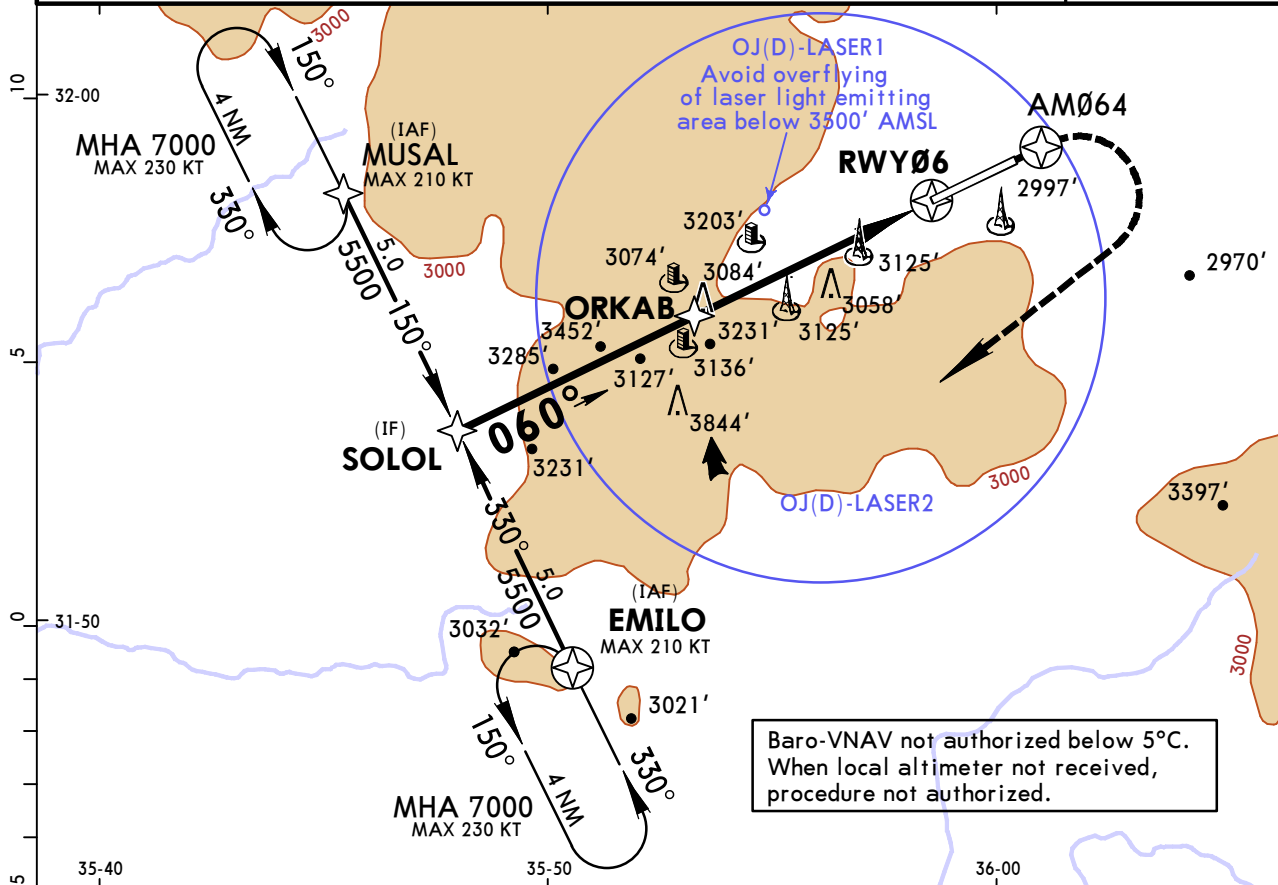 3000
OJ(D)-LASER1
Avoid overflying
of laser light emitting
area below 3500' AMSL
10
32-00
150°
4 NM
MHA 7000
MAX 230 KT
330°
(IAF)
MUSAL
MAX 210 KT
AMØ64
RWYØ6
2997'
3203'
3074'
3084'
3125'
2970'
3000
5.0
5500
150°
ORKAB
3058'
3125'
3452'
3231'
3285'
3127'
3136'
5
060°
3844'
(IF)
SOLOL
3231'
3000
OJ(D)-LASER2
3397'
330°
5.0
5500
(IAF)
EMILO
MAX 210 KT
0
31-50
3032'
3000
3021'
150°
330°
4 NM
MHA 7000
MAX 230 KT
Baro-VNAV not authorized below 5°C.
When local altimeter not received,
procedure not authorized.
5
35-40
35-50
36-00